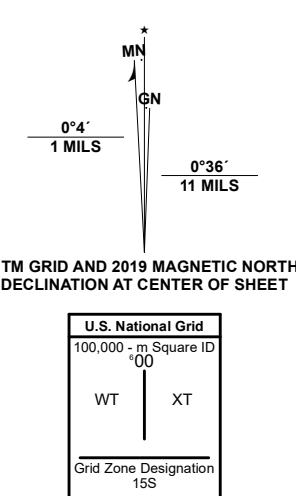 ★
MN
GN
0°4´
1 MILS
0°36´
11 MILS
TM GRID AND 2019 MAGNETIC NORTH
DECLINATION AT CENTER OF SHEET
U.S. National Grid
100,000 - m Square ID
⁶00
WT XT
Grid Zone Designation
15S